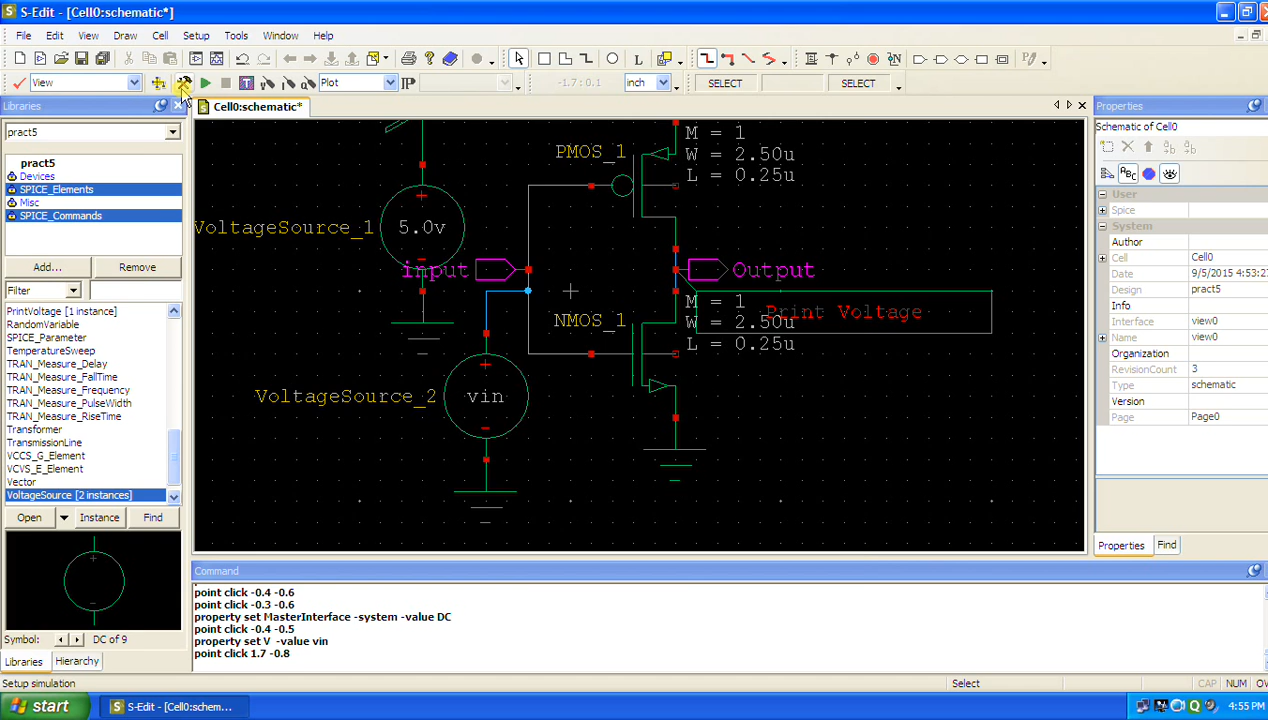 S-Edit - [Cell0:schematic*]
File Edit View Draw Cell Setup Tools Window Help
View Plot -1.7 : 0.1 inch SELECT SELECT
Libraries
Cell0:schematic*
Properties
pract5
Schematic of Cell0
pract5
Devices
SPICE_Elements
Misc
SPICE_Commands
Add... Remove
Filter
PrintVoltage [1 instance]
RandomVariable
SPICE_Parameter
TemperatureSweep
TRAN_Measure_Delay
TRAN_Measure_FallTime
TRAN_Measure_Frequency
TRAN_Measure_PulseWidth
TRAN_Measure_RiseTime
Transformer
TransmissionLine
VCCS_G_Element
VCVS_E_Element
Vector
VoltageSource [2 instances]
Open Instance Find
Symbol: DC of 9
Libraries Hierarchy
PMOS_1
M = 1
W = 2.50u
L = 0.25u
VoltageSource_1 5.0v
input
Output
Print Voltage
NMOS_1
M = 1
W = 2.50u
L = 0.25u
VoltageSource_2 vin
User
Spice
System
Author
Cell Cell0
Date 9/5/2015 4:53:2
Design pract5
Info
Interface view0
Name view0
Organization
RevisionCount 3
Type schematic
Version
Page Page0
Properties Find
Command
point click -0.4 -0.6
point click -0.3 -0.6
property set MasterInterface -system -value DC
point click -0.4 -0.5
property set V -value vin
point click 1.7 -0.8
Setup simulation Select CAP NUM OV
start S-Edit - [Cell0:schem... 4:55 PM